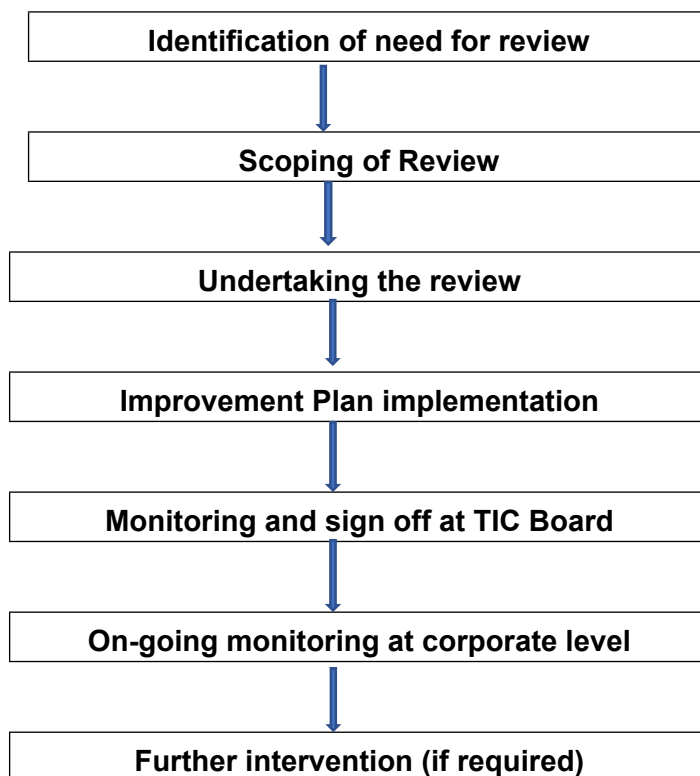 Identification of need for review
Scoping of Review
Undertaking the review
Improvement Plan implementation
Monitoring and sign off at TIC Board
On-going monitoring at corporate level
Further intervention (if required)